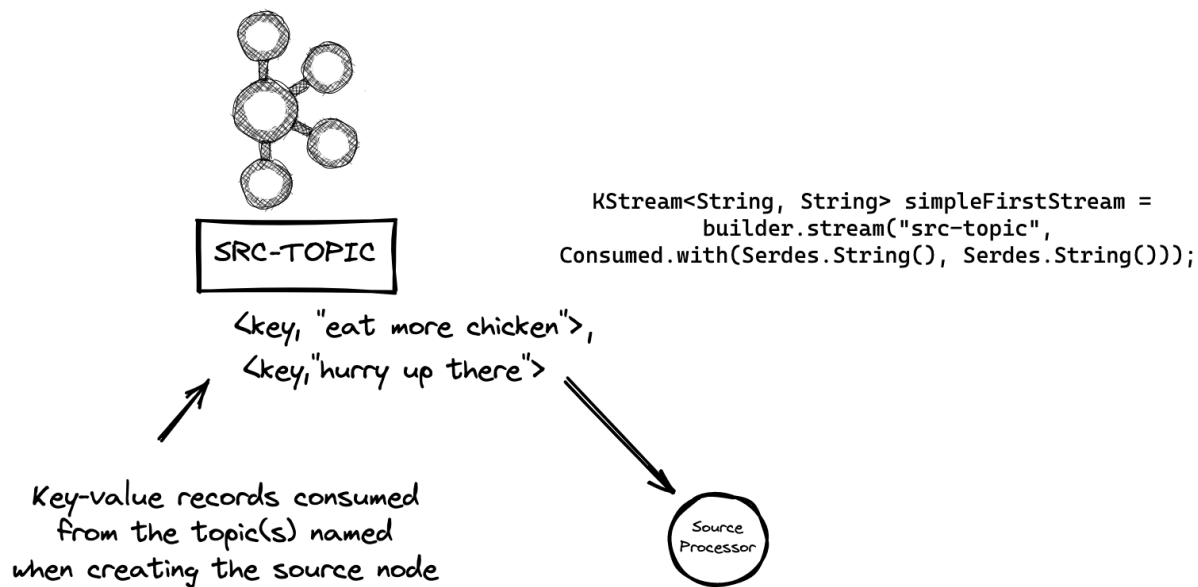 SRC-TOPIC
KStream<String, String> simpleFirstStream =
builder.stream("src-topic",
Consumed.with(Serdes.String(), Serdes.String()));
<key, "eat more chicken">,
<key,"hurry up there">
Key-value records consumed
from the topic(s) named
when creating the source node
Source
Processor